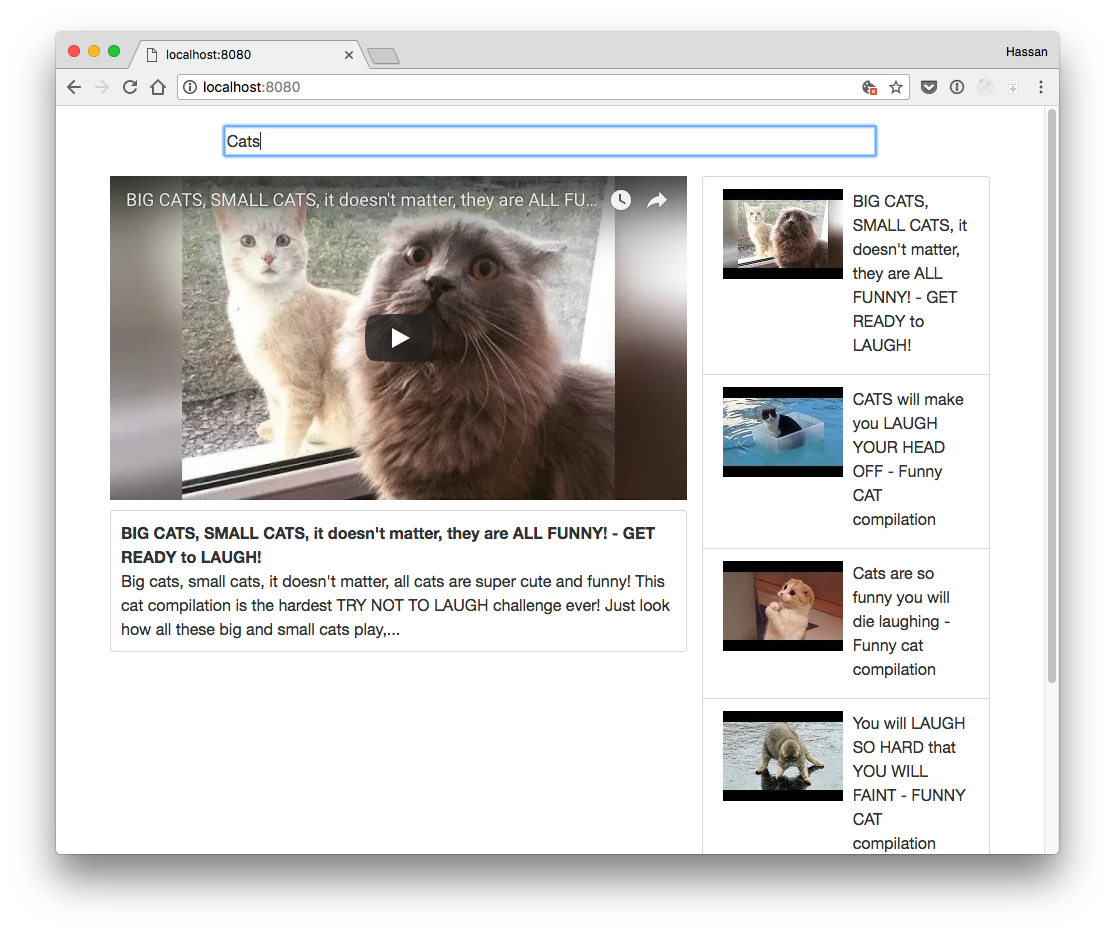 localhost:8080
Hassan
localhost:8080
Cats
BIG CATS, SMALL CATS, it doesn't matter, they are ALL FU...
BIG CATS, SMALL CATS, it doesn't matter, they are ALL FUNNY! - GET
READY to LAUGH!
Big cats, small cats, it doesn't matter, all cats are super cute and funny! This
cat compilation is the hardest TRY NOT TO LAUGH challenge ever! Just look
how all these big and small cats play,...
BIG CATS,
SMALL CATS, it
doesn't matter,
they are ALL
FUNNY! - GET
READY to
LAUGH!
CATS will make
you LAUGH
YOUR HEAD
OFF - Funny
CAT
compilation
Cats are so
funny you will
die laughing -
Funny cat
compilation
You will LAUGH
SO HARD that
YOU WILL
FAINT - FUNNY
CAT
compilation